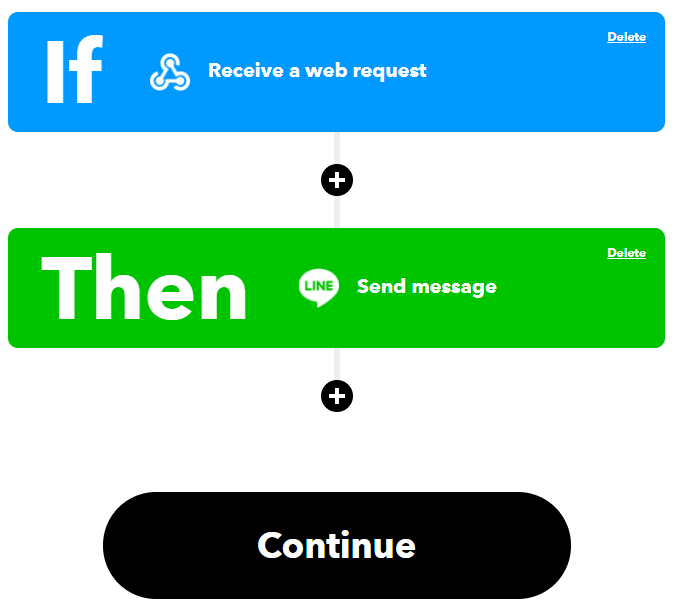 If
Receive a web request
Delete
Then
LINE
Send message
Delete
Continue